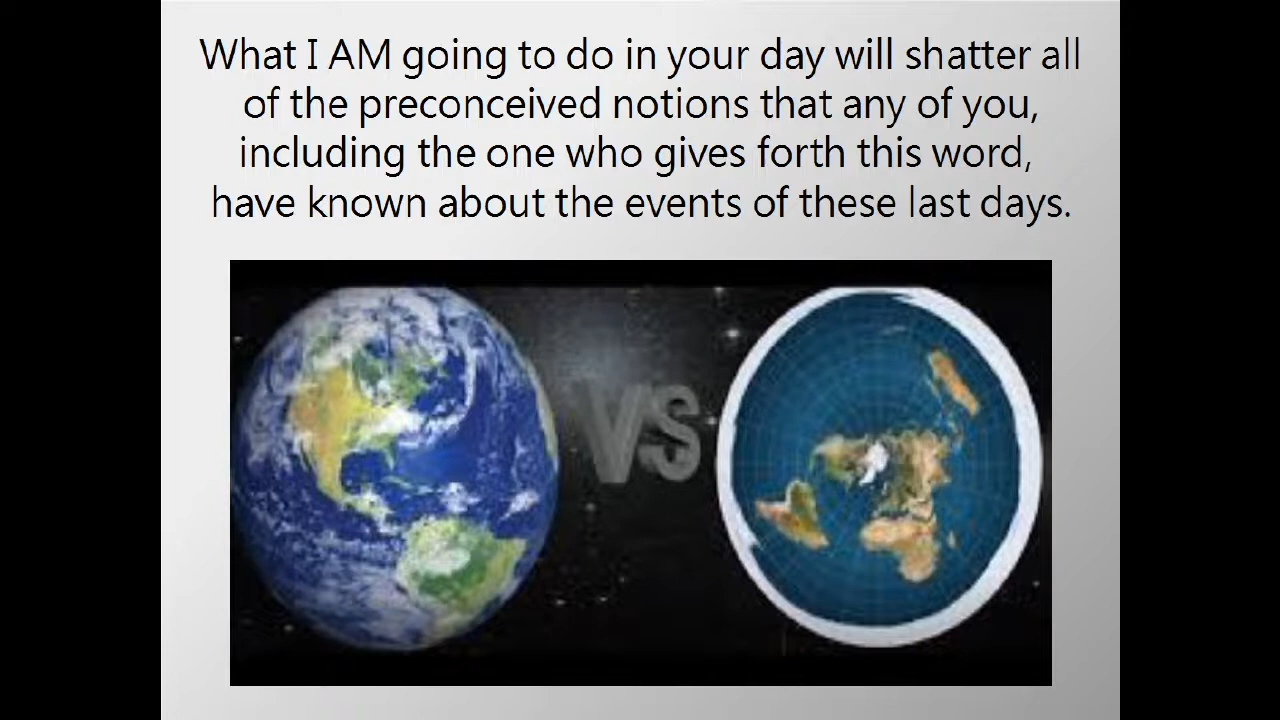 What I AM going to do in your day will shatter all
of the preconceived notions that any of you,
including the one who gives forth this word,
have known about the events of these last days.
VS